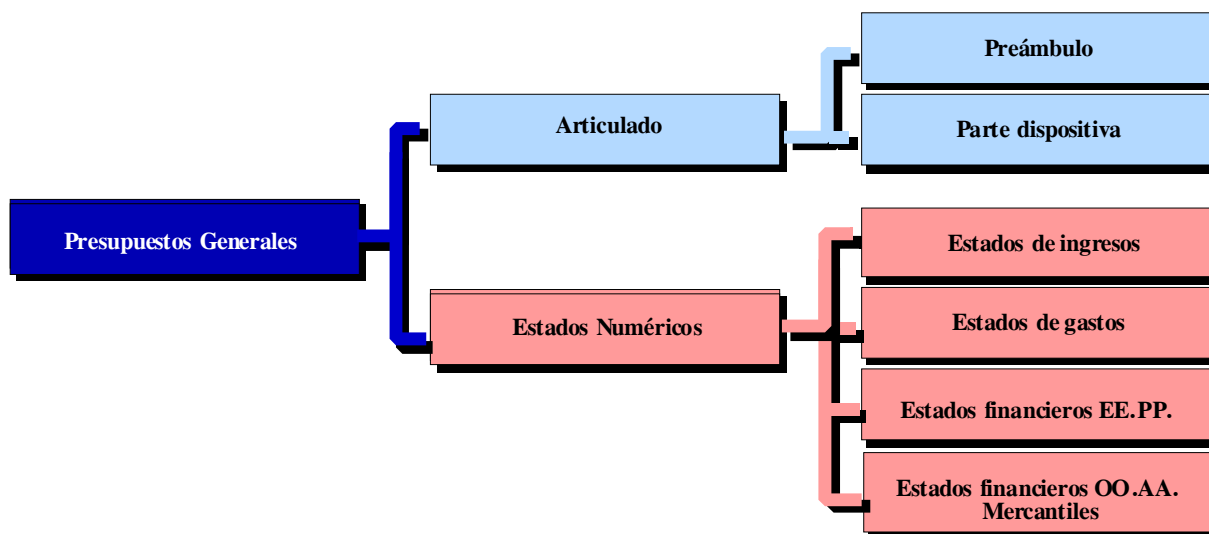 Presupuestos Generales
Articulado
Preámbulo
Parte dispositiva
Estados Numéricos
Estados de ingresos
Estados de gastos
Estados financieros EE.PP.
Estados financieros OO.AA.
Mercantiles